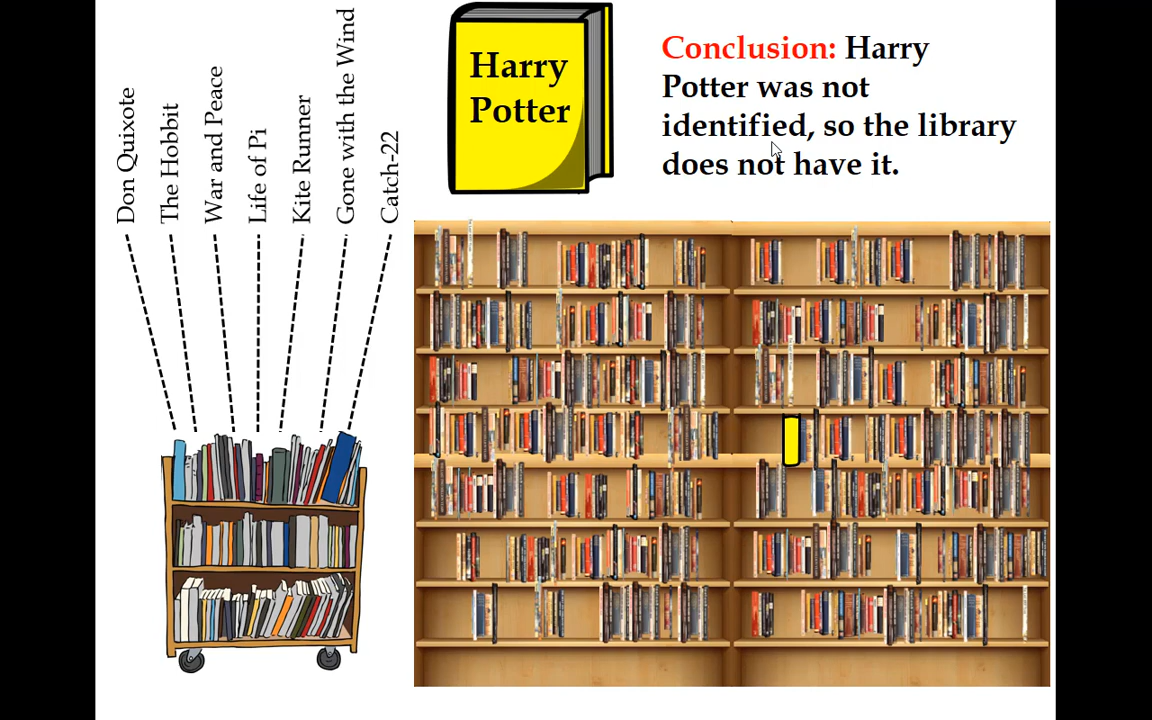 Don Quixote
The Hobbit
War and Peace
Life of Pi
Kite Runner
Gone with the Wind
Catch-22
Harry
Potter
Conclusion: Harry
Potter was not
identified, so the library
does not have it.